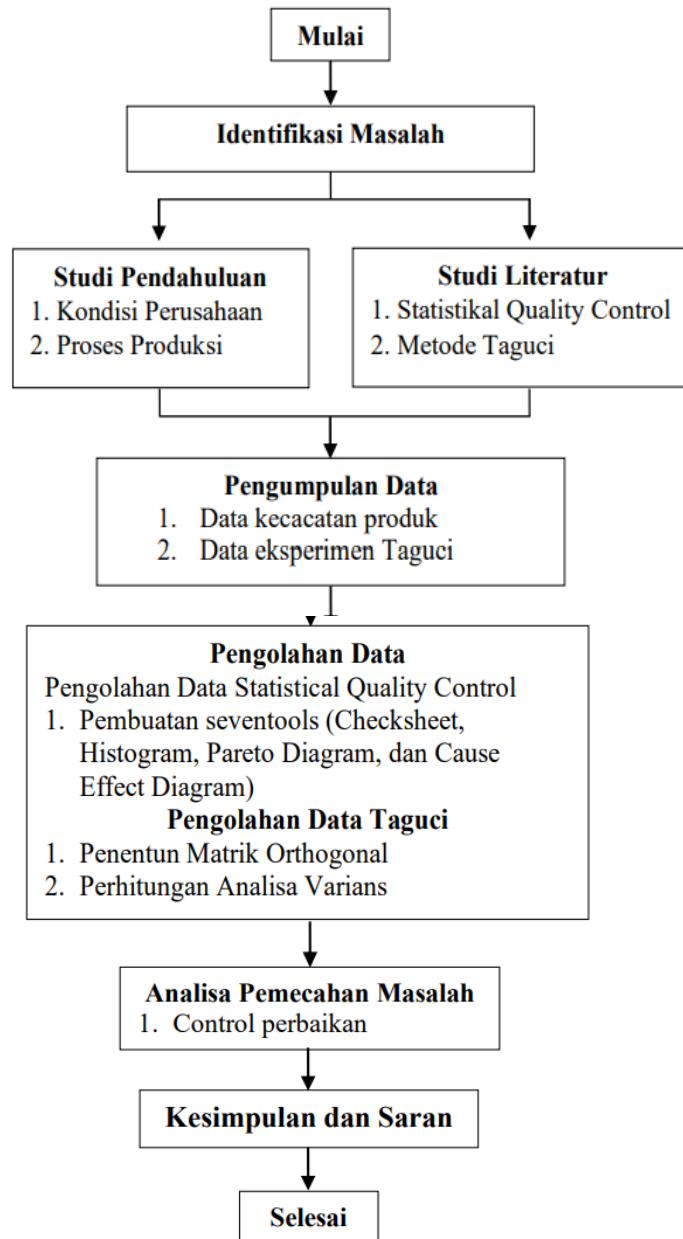 Mulai
Identifikasi Masalah
Studi Pendahuluan
1. Kondisi Perusahaan
2. Proses Produksi
Studi Literatur
1. Statistikal Quality Control
2. Metode Taguci
Pengumpulan Data
1. Data kecacatan produk
2. Data eksperimen Taguci
Pengolahan Data
Pengolahan Data Statistical Quality Control
1. Pembuatan seventools (Checksheet,
Histogram, Pareto Diagram, dan Cause
Effect Diagram)
Pengolahan Data Taguci
1. Penentun Matrik Orthogonal
2. Perhitungan Analisa Varians
Analisa Pemecahan Masalah
1. Control perbaikan
Kesimpulan dan Saran
Selesai